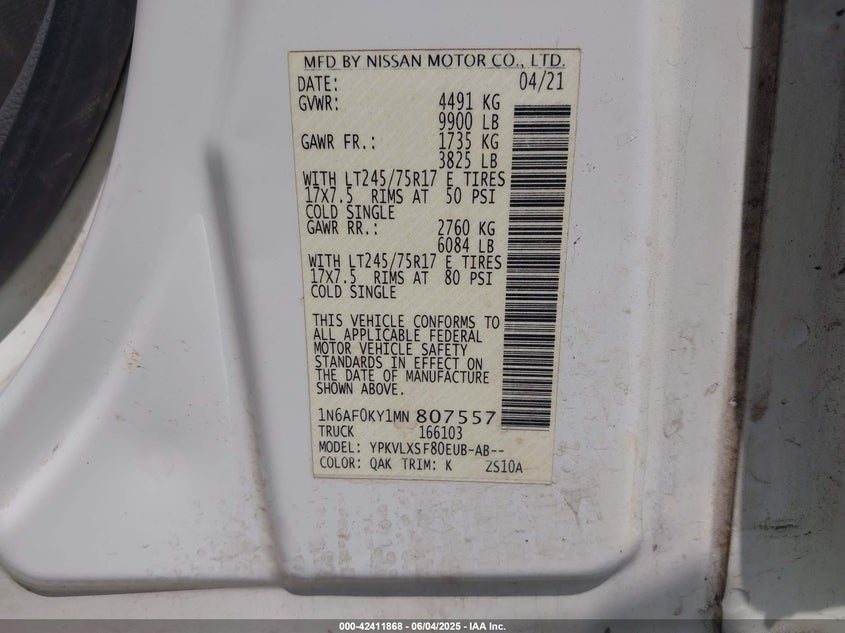 MFD BY NISSAN MOTOR CO., LTD.
DATE: 04/21
GVWR: 4491 KG
9900 LB
GAWR FR.: 1735 KG
3825 LB
WITH LT245/75R17 E TIRES
17X7.5 RIMS AT 50 PSI
COLD SINGLE
GAWR RR.: 2760 KG
6084 LB
WITH LT245/75R17 E TIRES
17X7.5 RIMS AT 80 PSI
COLD SINGLE
THIS VEHICLE CONFORMS TO
ALL APPLICABLE FEDERAL
MOTOR VEHICLE SAFETY
STANDARDS IN EFFECT ON
THE DATE OF MANUFACTURE
SHOWN ABOVE.
1N6AF0KY1MN 807557
TRUCK 166103
MODEL: YPKVLXSF80EUB-AB--
COLOR: QAK TRIM: K ZS10A
000-42411868 - 06/04/2025 - IAA Inc.